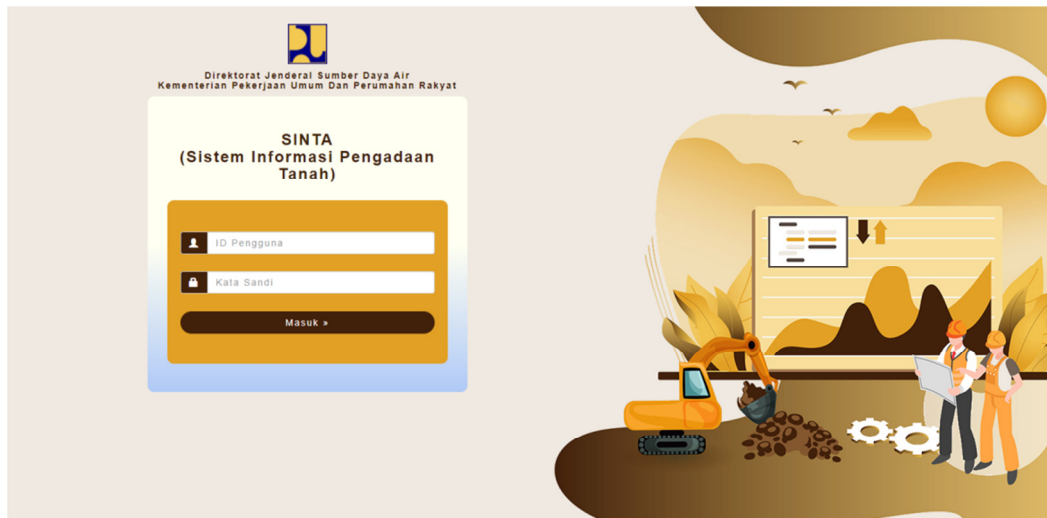 Direktorat Jenderal Sumber Daya Air
Kementerian Pekerjaan Umum Dan Perumahan Rakyat
SINTA
(Sistem Informasi Pengadaan
Tanah)
ID Pengguna
Kata Sandi
Masuk »